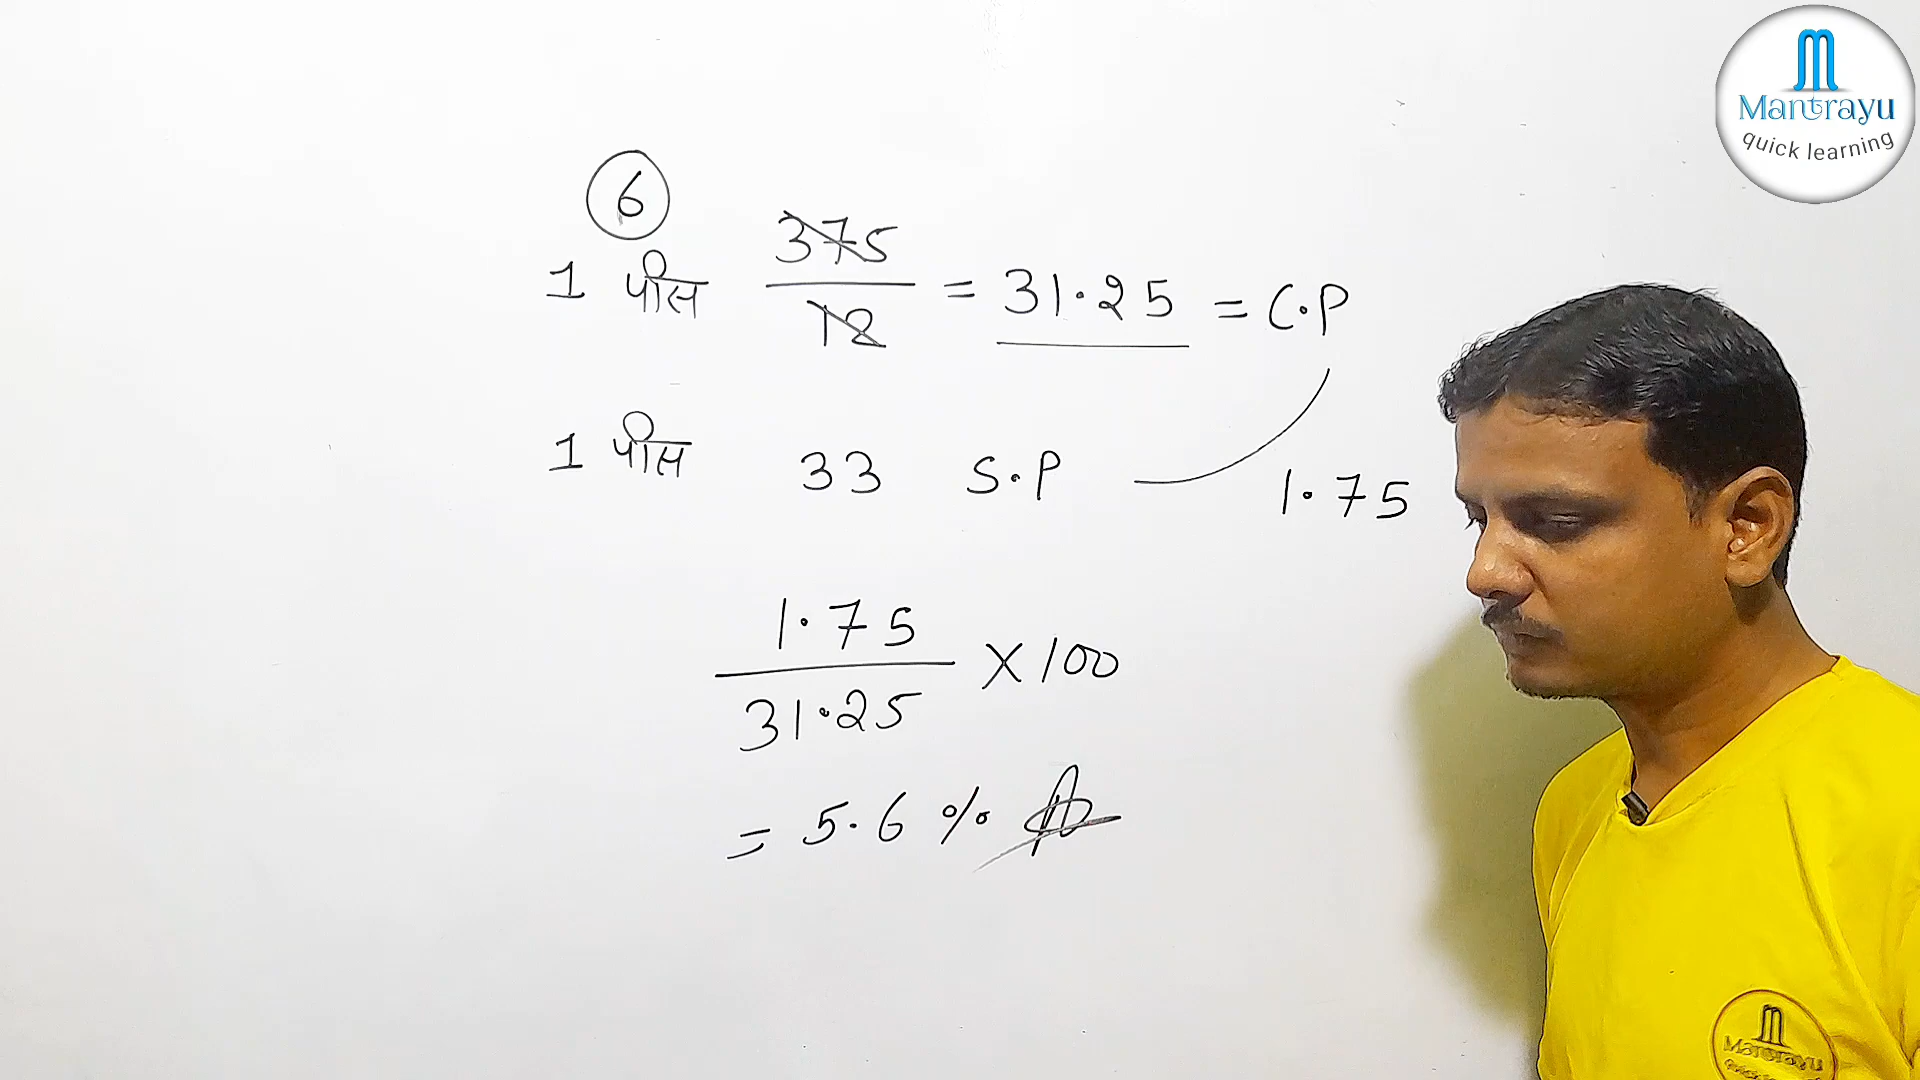 Mantrayu
quick learning
6
1 पीस 375/12 = 31.25 = C.P
1 पीस 33 S.P 1.75
1.75/31.25 × 100
= 5.6 %